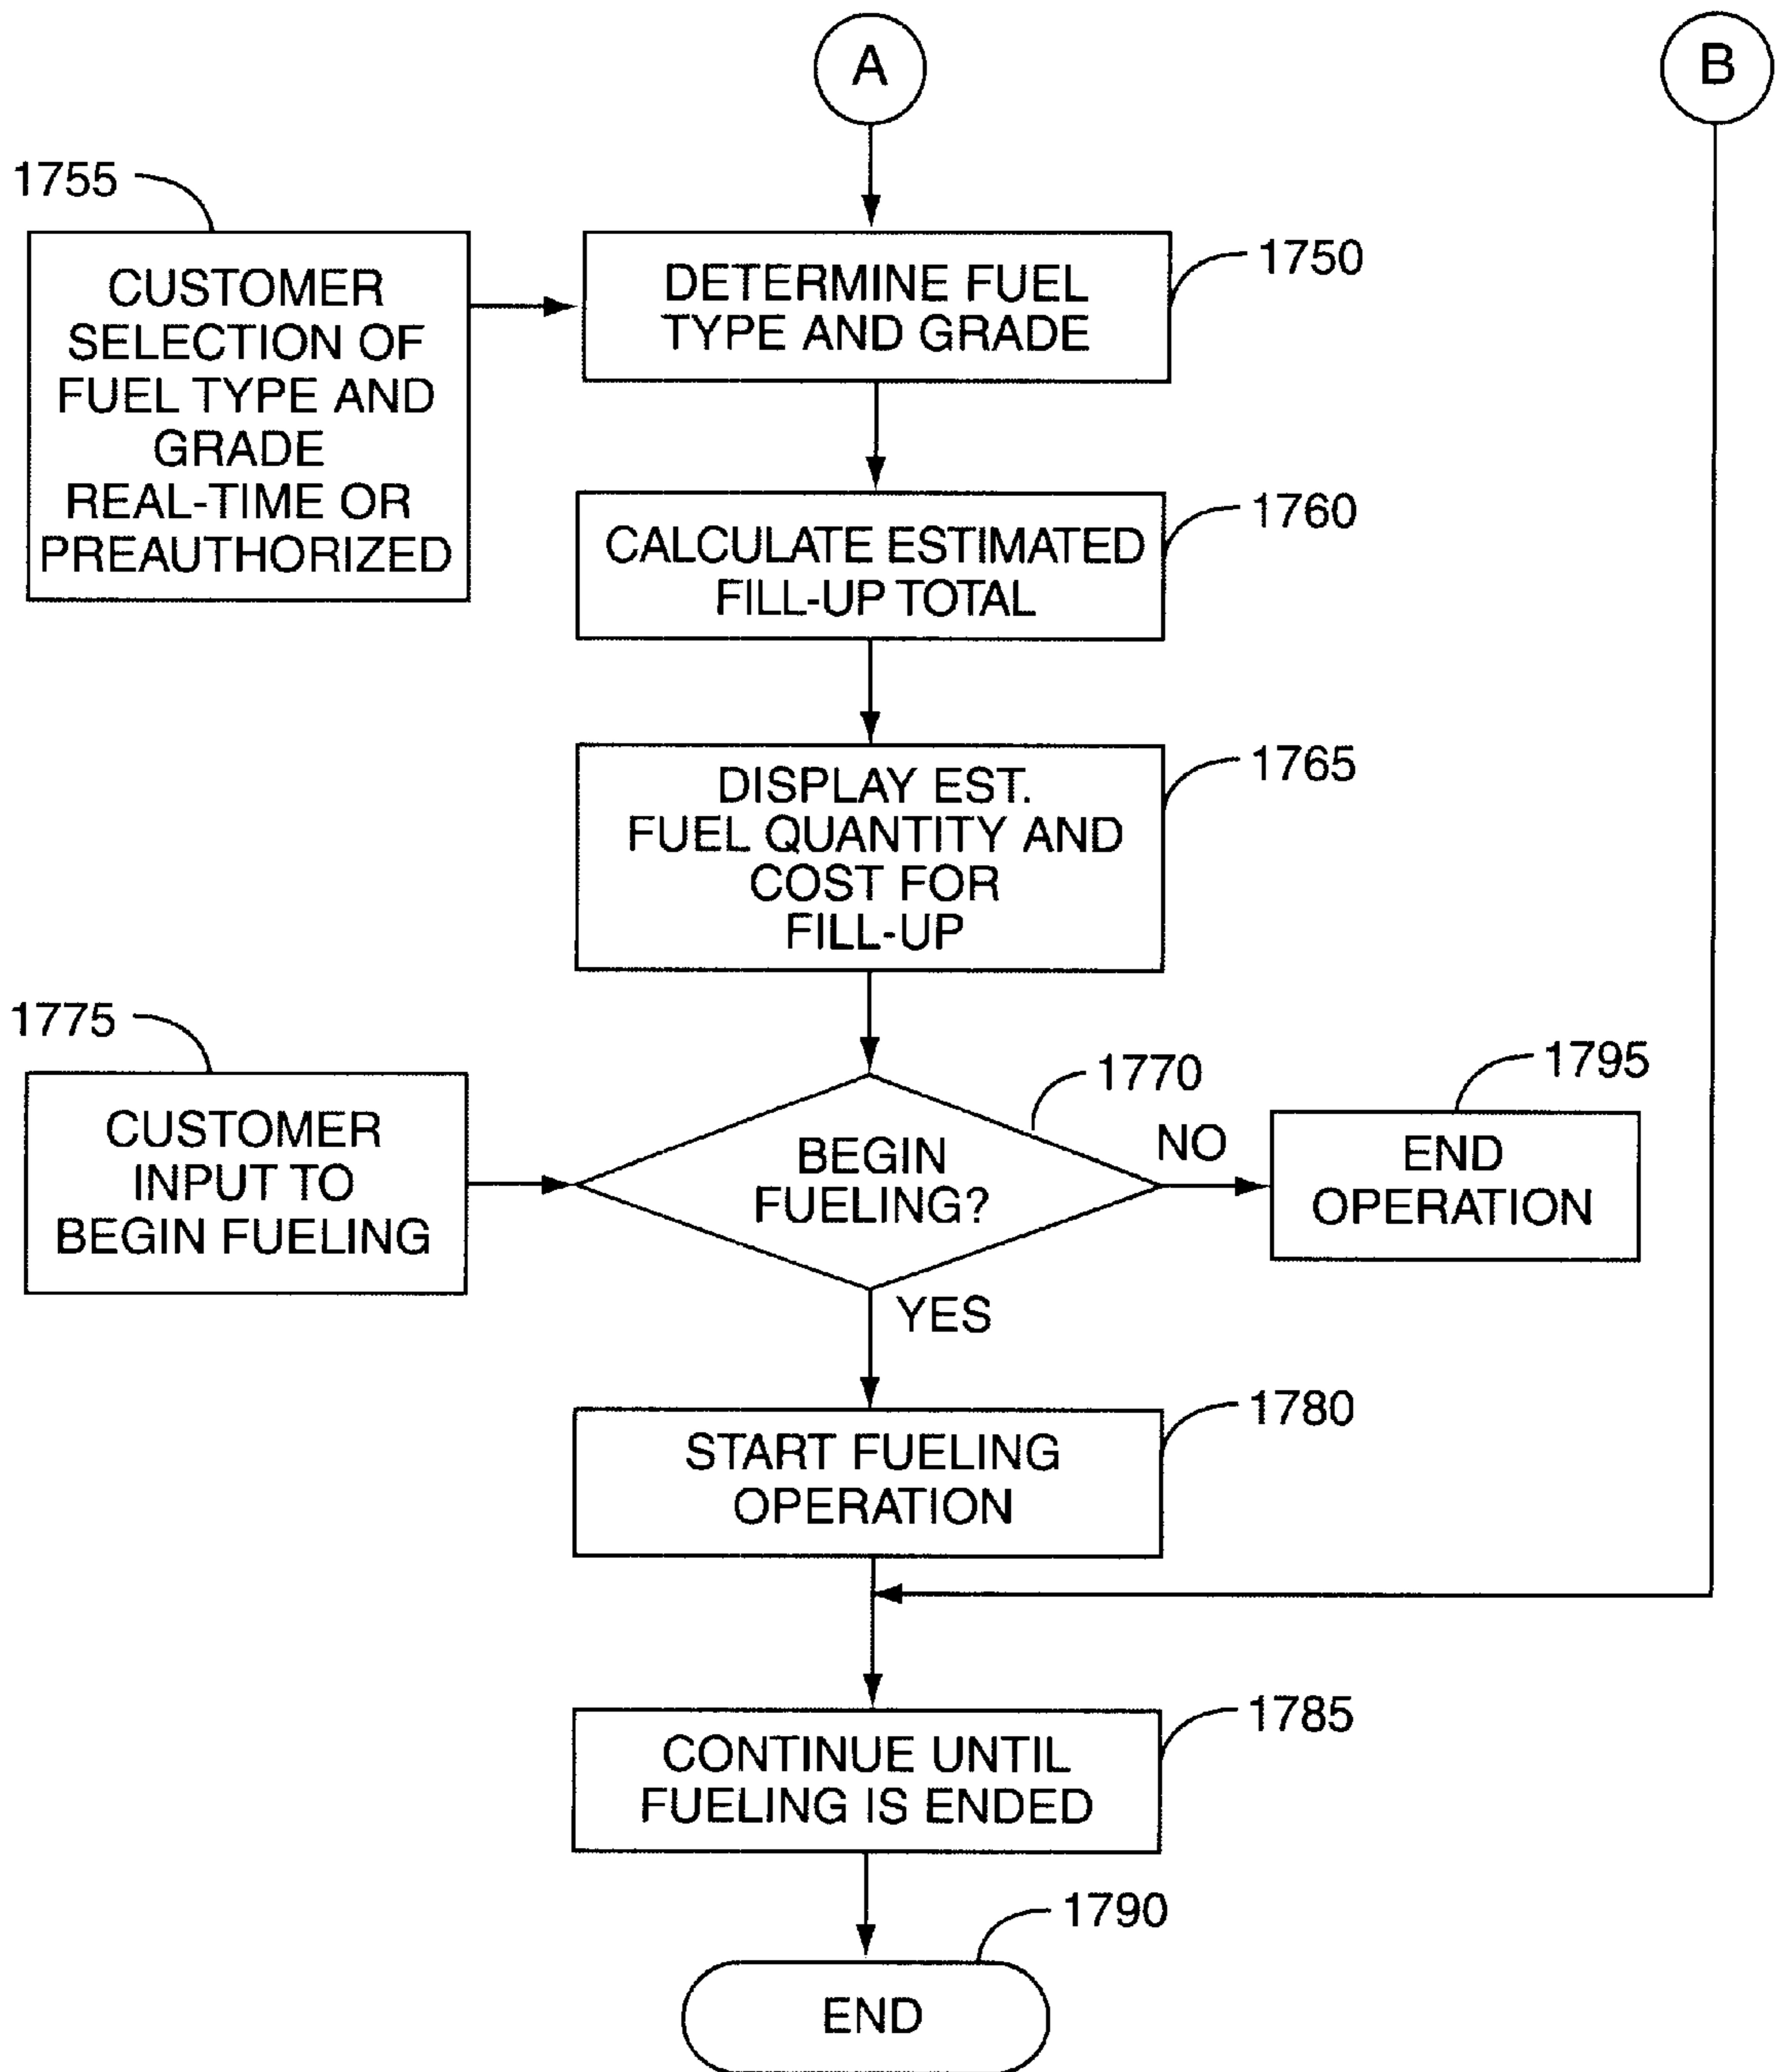 A
B
1755
CUSTOMER
SELECTION OF
FUEL TYPE AND
GRADE
REAL-TIME OR
PREAUTHORIZED
1750
DETERMINE FUEL
TYPE AND GRADE
1760
CALCULATE ESTIMATED
FILL-UP TOTAL
1765
DISPLAY EST.
FUEL QUANTITY AND
COST FOR
FILL-UP
1775
CUSTOMER
INPUT TO
BEGIN FUELING
1770
BEGIN
FUELING?
NO
1795
END
OPERATION
YES
1780
START FUELING
OPERATION
1785
CONTINUE UNTIL
FUELING IS ENDED
1790
END